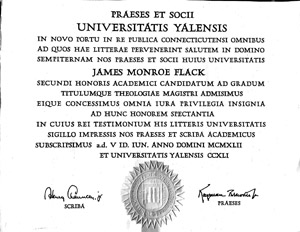 PRAESES ET SOCII
UNIVERSITATIS YALENSIS
IN NOVO PORTU IN RE PUBLICA CONNECTICUTENSI OMNIBUS
AD QUOS HAE LITTERAE PERVENERINT SALUTEM IN DOMINO
SEMPITERNAM NOS PRAESES ET SOCII HUIUS UNIVERSITATIS
JAMES MONROE FLACK
SECUNDI HONORIS ACADEMICI CANDIDATUM AD GRADUM
TITULUMQUE THEOLOGIAE MAGISTRI ADMISIMUS
EIQUE CONCESSIMUS OMNIA IURA PRIVILEGIA INSIGNIA
AD HUNC HONOREM SPECTANTIA
IN CUIUS REI TESTIMONIUM HIS LITTERIS UNIVERSITATIS
SIGILLO IMPRESSIS NOS PRAESES ET SCRIBA ACADEMICUS
SUBSCRIPSIMUS a.d. V ID. IUN. ANNO DOMINI MCMXLII
ET UNIVERSITATIS YALENSIS CCXLI
SCRIBA
PRAESES